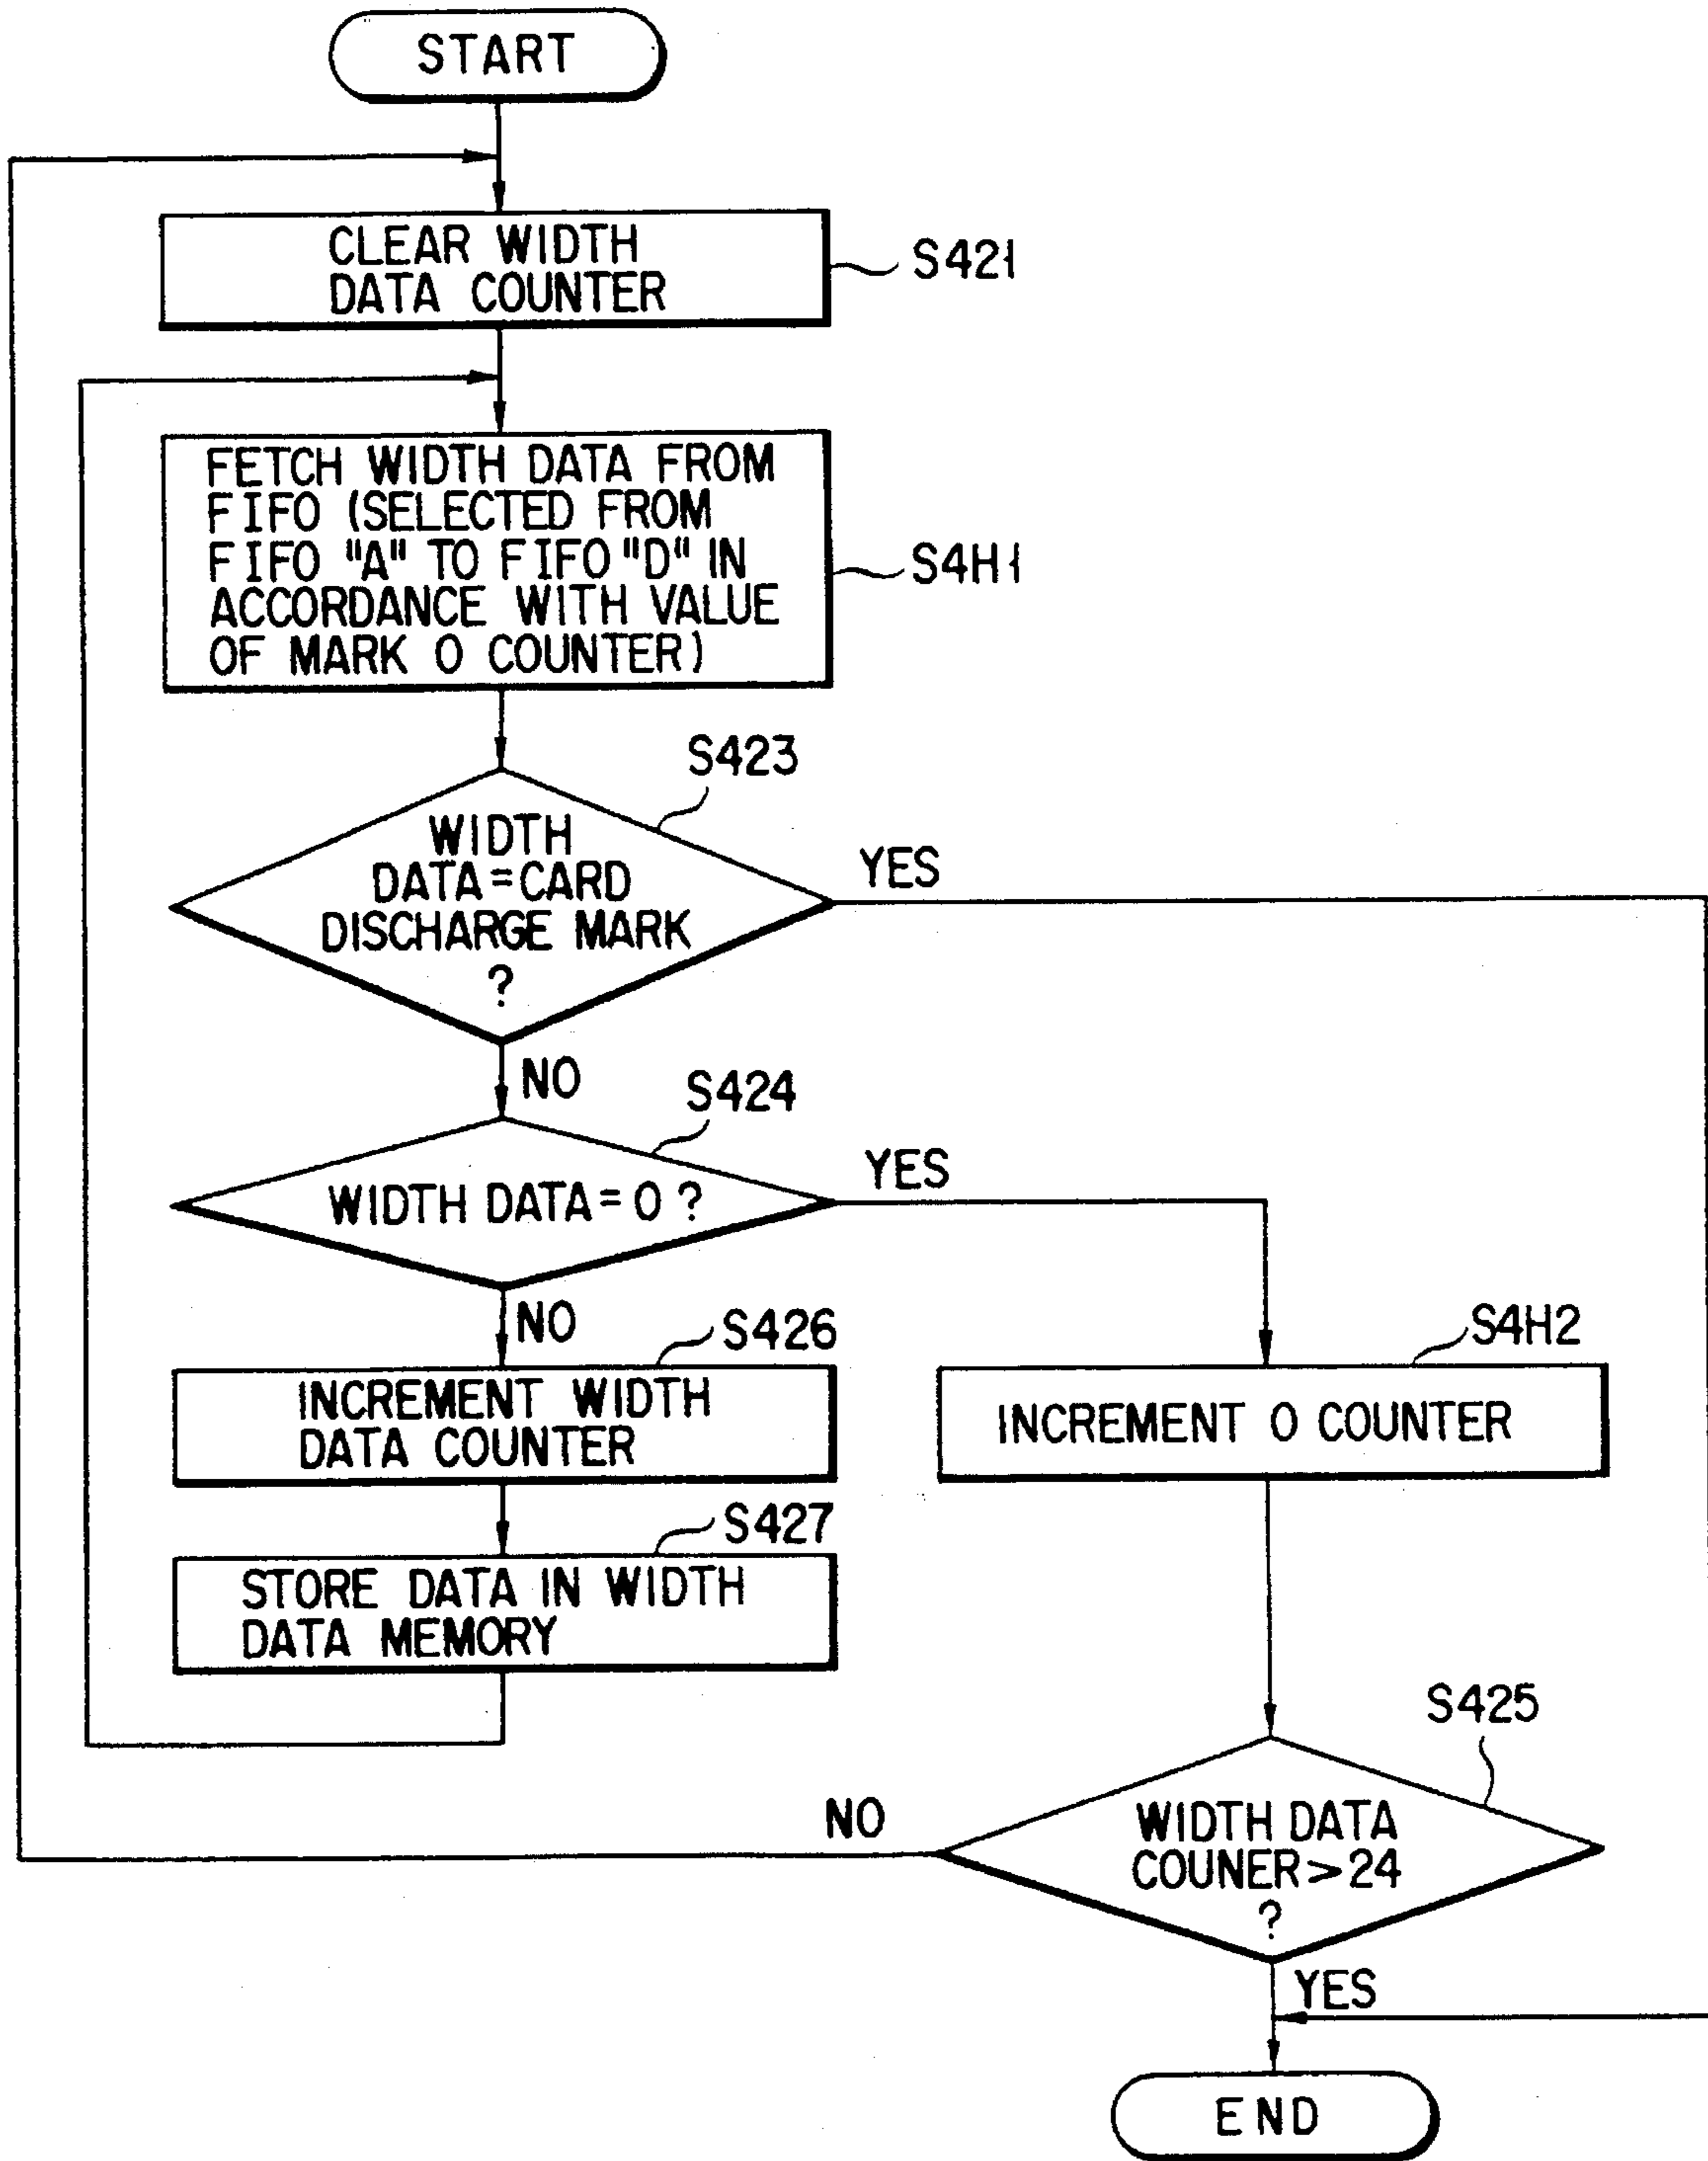 START
CLEAR WIDTH
DATA COUNTER
S421
FETCH WIDTH DATA FROM
FIFO (SELECTED FROM
FIFO "A" TO FIFO "D" IN
ACCORDANCE WITH VALUE
OF MARK 0 COUNTER)
S4H1
S423
WIDTH
DATA=CARD
DISCHARGE MARK
?
YES
NO
S424
WIDTH DATA=0?
YES
NO
S426
INCREMENT WIDTH
DATA COUNTER
S4H2
INCREMENT 0 COUNTER
S427
STORE DATA IN WIDTH
DATA MEMORY
S425
WIDTH DATA
COUNER>24
?
NO
YES
END